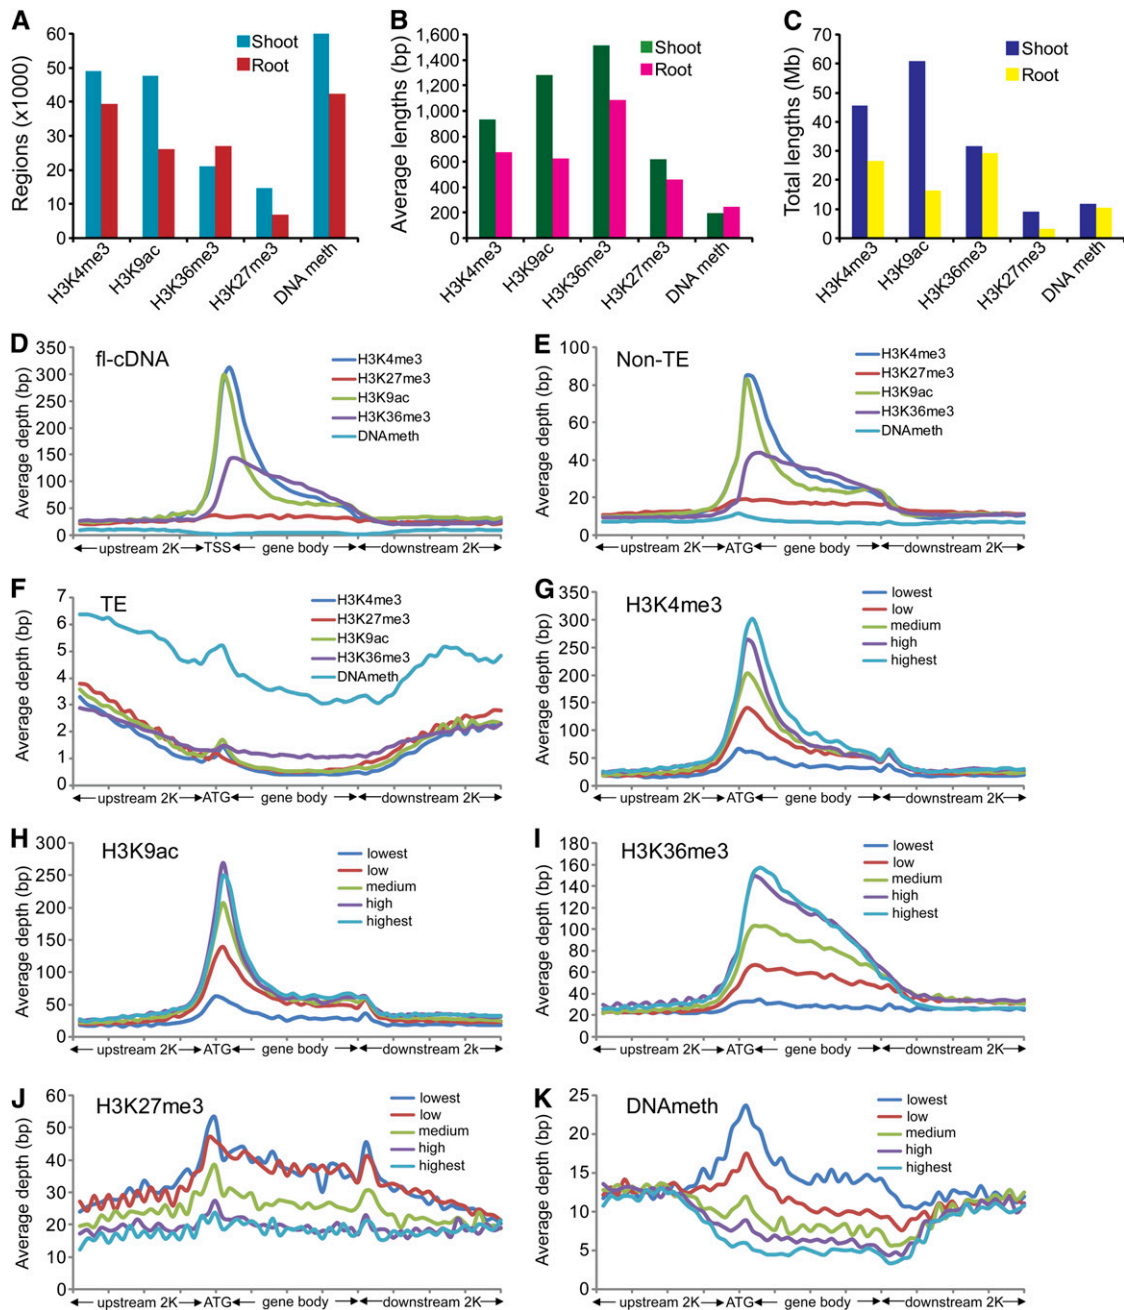 A
Regions (x1000)
60
50
40
30
20
10
0
Shoot
Root
H3K4me3
H3K9ac
H3K36me3
H3K27me3
DNA meth
B
Average lengths (bp)
1,600
1,400
1,200
1,000
800
600
400
200
0
Shoot
Root
H3K4me3
H3K9ac
H3K36me3
H3K27me3
DNA meth
C
Total lengths (Mb)
70
60
50
40
30
20
10
0
Shoot
Root
H3K4me3
H3K9ac
H3K36me3
H3K27me3
DNA meth
D
fl-cDNA
Average depth (bp)
350
300
250
200
150
100
50
0
H3K4me3
H3K27me3
H3K9ac
H3K36me3
DNAmeth
upstream 2K TSS gene body downstream 2K
E
Non-TE
Average depth (bp)
100
80
60
40
20
0
H3K4me3
H3K27me3
H3K9ac
H3K36me3
DNAmeth
upstream 2K ATG gene body downstream 2K
F
TE
Average depth (bp)
7
6
5
4
3
2
1
0
H3K4me3
H3K27me3
H3K9ac
H3K36me3
DNAmeth
upstream 2K ATG gene body downstream 2K
G
H3K4me3
Average depth (bp)
350
300
250
200
150
100
50
0
lowest
low
medium
high
highest
upstream 2K ATG gene body downstream 2K
H
H3K9ac
Average depth (bp)
300
250
200
150
100
50
0
lowest
low
medium
high
highest
upstream 2K ATG gene body downstream 2K
I
H3K36me3
Average depth (bp)
180
160
140
120
100
80
60
40
20
0
lowest
low
medium
high
highest
upstream 2K ATG gene body downstream 2K
J
H3K27me3
Average depth (bp)
60
50
40
30
20
10
0
lowest
low
medium
high
highest
upstream 2K ATG gene body downstream 2K
K
DNAmeth
Average depth (bp)
25
20
15
10
5
0
lowest
low
medium
high
highest
upstream 2K ATG gene body downstream 2K